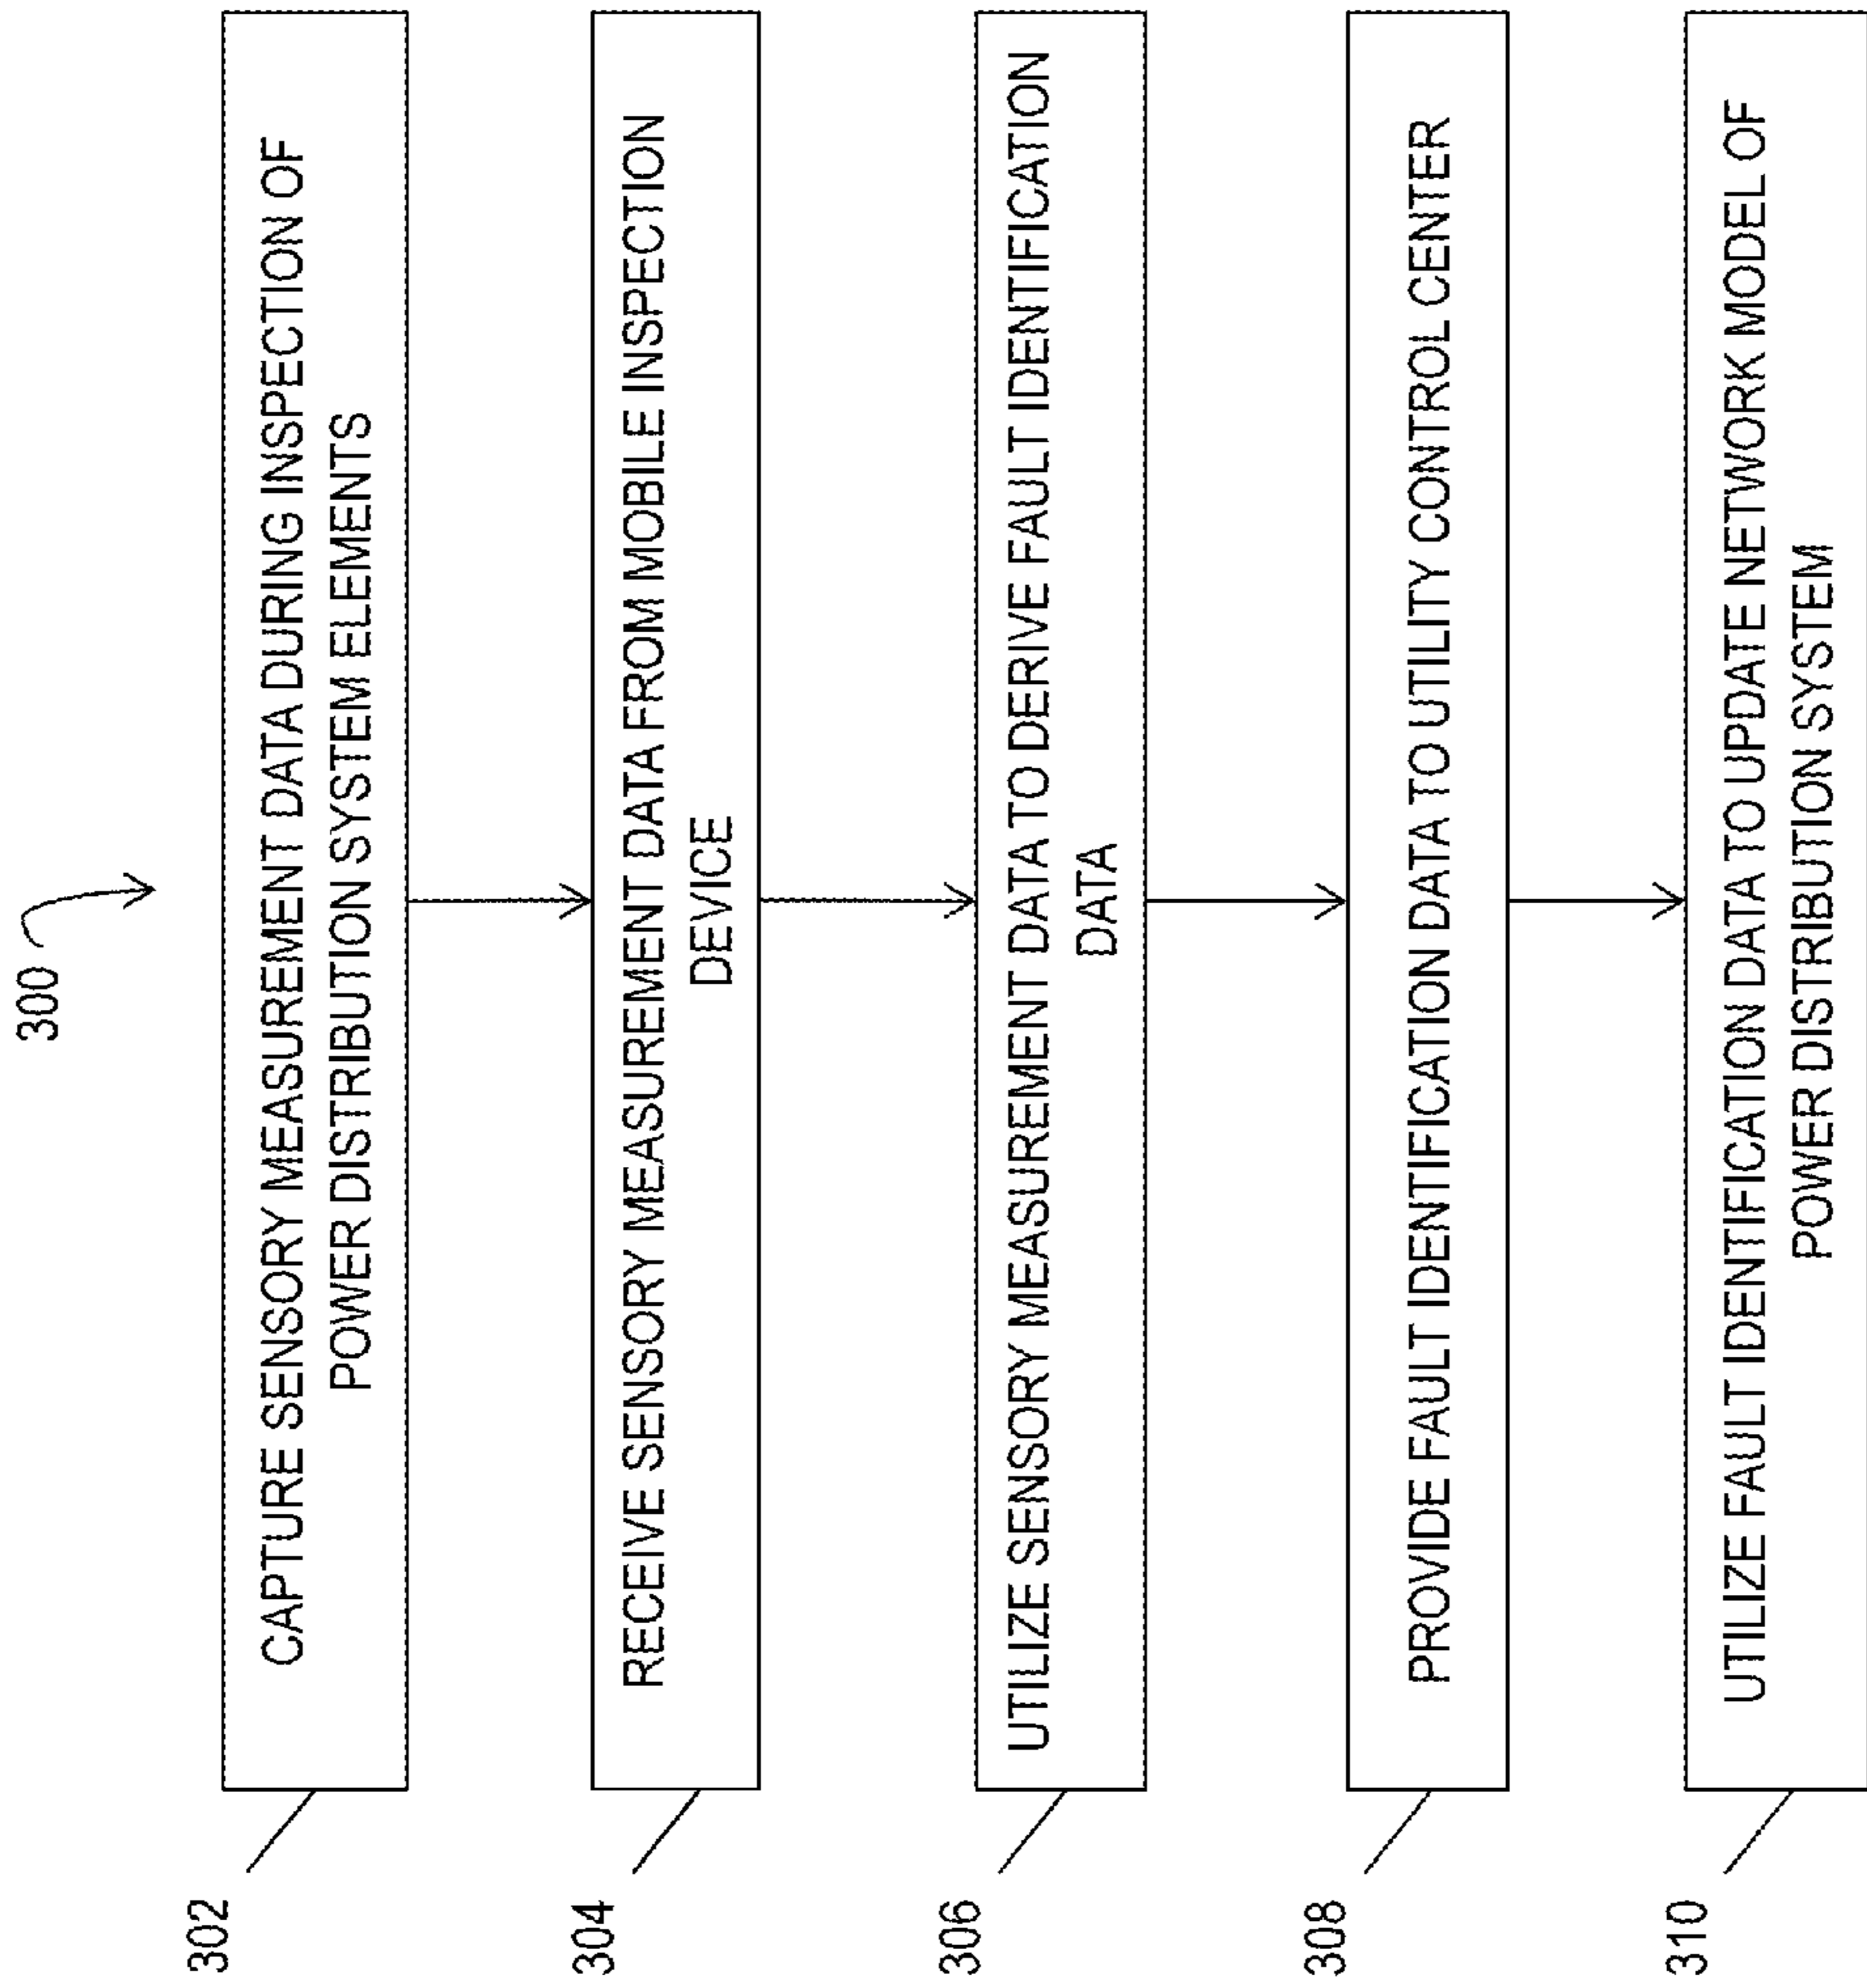 300
302
CAPTURE SENSORY MEASUREMENT DATA DURING INSPECTION OF
POWER DISTRIBUTION SYSTEM ELEMENTS
304
RECEIVE SENSORY MEASUREMENT DATA FROM MOBILE INSPECTION
DEVICE
306
UTILIZE SENSORY MEASUREMENT DATA TO DERIVE FAULT IDENTIFICATION
DATA
308
PROVIDE FAULT IDENTIFICATION DATA TO UTILITY CONTROL CENTER
310
UTILIZE FAULT IDENTIFICATION DATA TO UPDATE NETWORK MODEL OF
POWER DISTRIBUTION SYSTEM